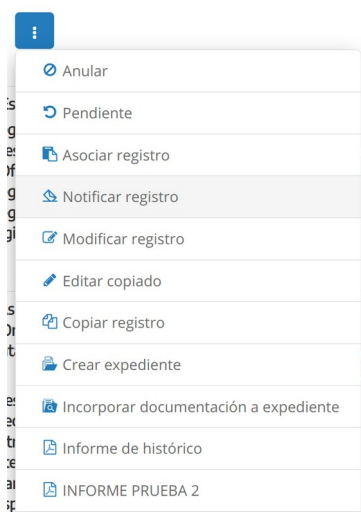 Anular
Pendiente
Asociar registro
Notificar registro
Modificar registro
Editar copiado
Copiar registro
Crear expediente
Incorporar documentación a expediente
Informe de histórico
INFORME PRUEBA 2